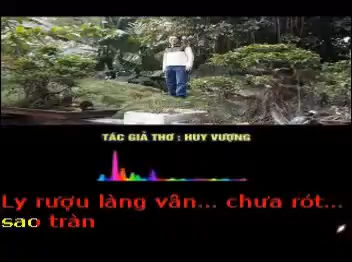 TÁC GIẢ THƠ : HUY VƯỢNG
Ly rượu làng vân... chưa rót...
sao tràn